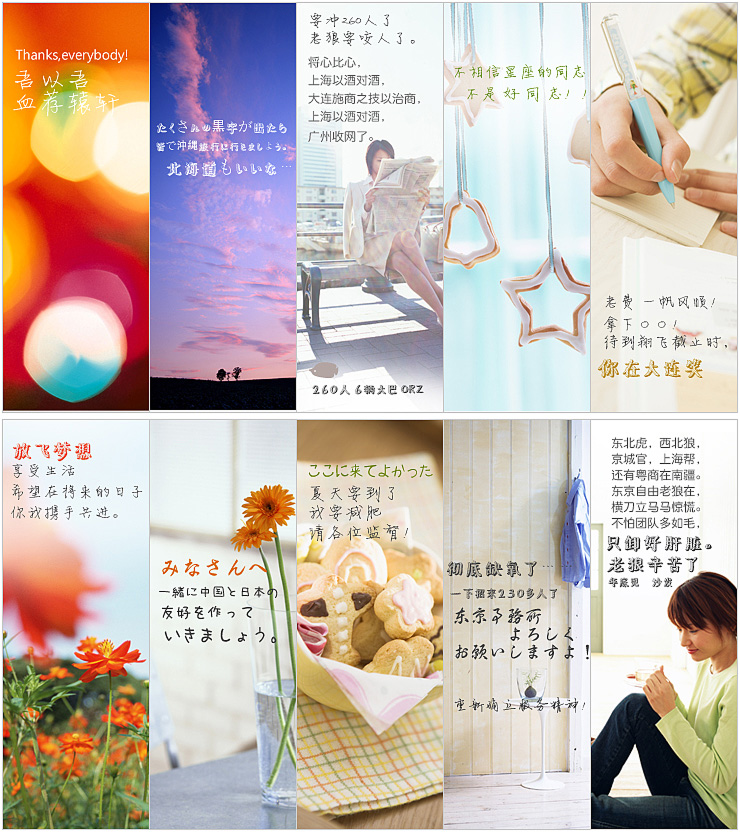 Thanks,everybody!
吾以吾
血荐辕轩
たくさんの黒字が出たら
皆で沖縄旅行に行きましょう。
北海道もいいな…
要冲260人了
老狼要咬人了。
将心比心，
上海以酒对酒，
大连施商之技以治商，
上海以酒对酒，
广州收网了。
260人 6辆大巴 ORZ
不相信星座的同志
不是好同志！！
老费 一帆风顺！
拿下〇〇！
待到翔飞截止时，
你在大连笑
放飞梦想
享受生活
希望在将来的日子
你我携手共进。
みなさんへ
一緒に中国と日本の
友好を作って
いきましょう。
ここに来てよかった
夏天要到了
我要减肥
请各位监督！
彻底缺氧了…
一下招来230多人了
东京事務所
よろしく
お願いしますよ！
重新树立服务精神！
东北虎，西北狼，
京城官，上海帮，
还有粤商在南疆。
东京自由老狼在，
横刀立马马惊慌。
不怕团队多如毛，
只卸好肝脏。
老狼辛苦了
年底见 沙发